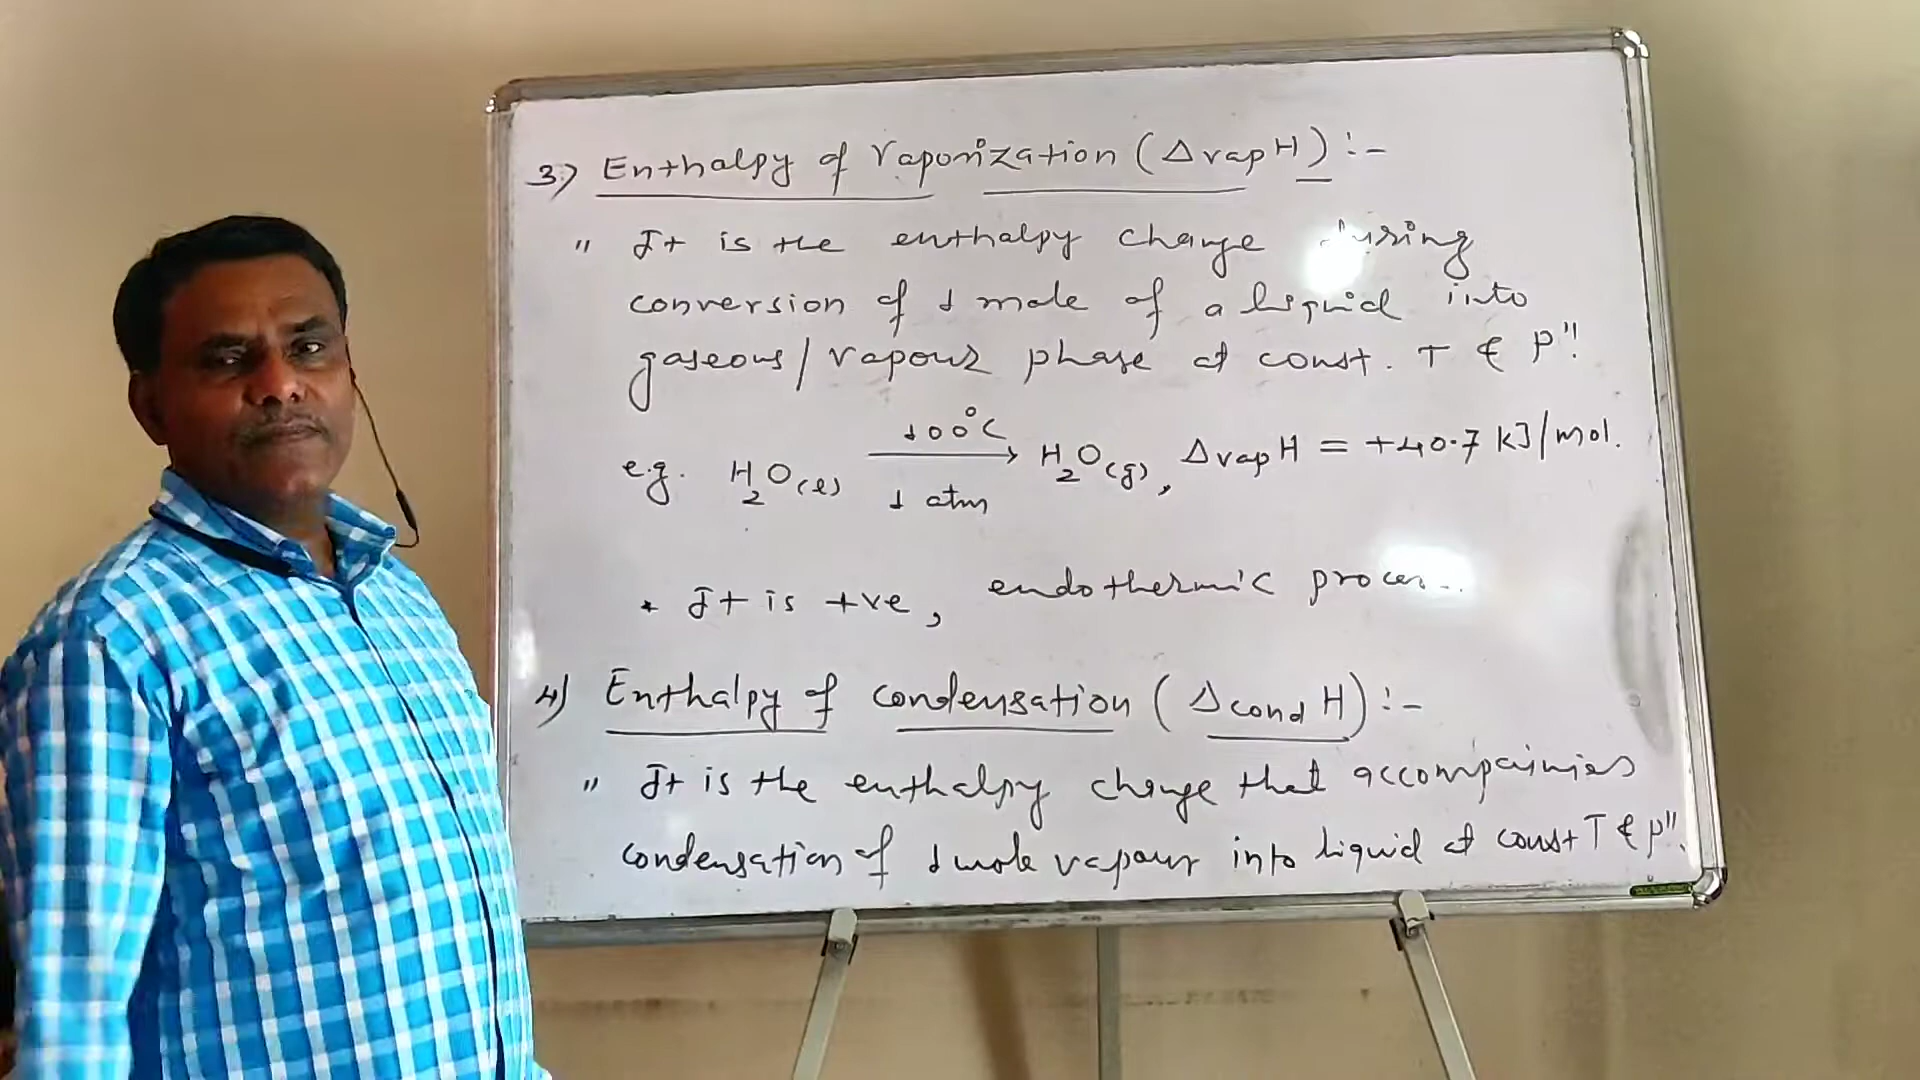 3.) Enthalpy of Vaporization (ΔvapH) :-
" It is the enthalpy change during
conversion of 1 mole of a liquid into
gaseous/vapour phase at const. T & P".
e.g. H2O(l) 100°C 1 atm → H2O(g), ΔvapH = +40.7 kJ/mol.
* It is +ve, endothermic process..
4) Enthalpy of condensation (ΔcondH) :-
" It is the enthalpy change that accompainies
condensation of 1 mole vapour into liquid at const T & P".